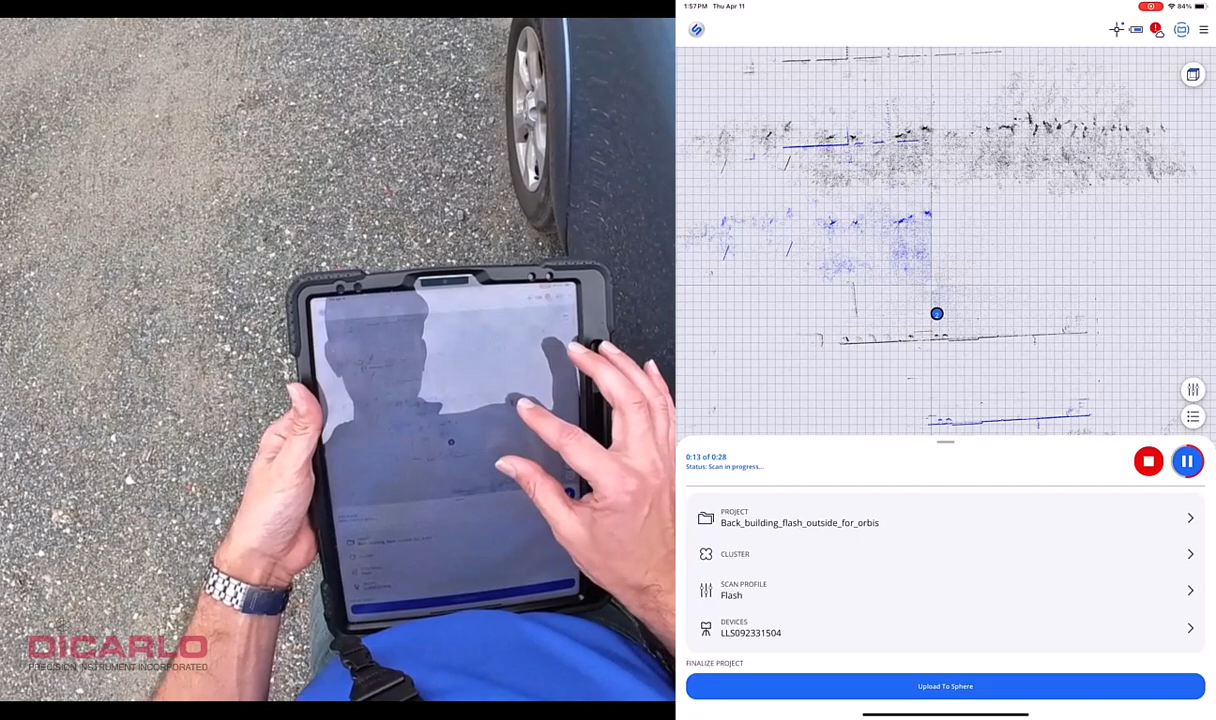 DICARLO
PRECISION INSTRUMENT INCORPORATED
1:57 PM Thu Apr 11
84%
2
0:13 of 0:28
Status: Scan in progress...
PROJECT
Back_building_flash_outside_for_orbis
CLUSTER
SCAN PROFILE
Flash
DEVICES
LLS092331504
FINALIZE PROJECT
Upload To Sphere